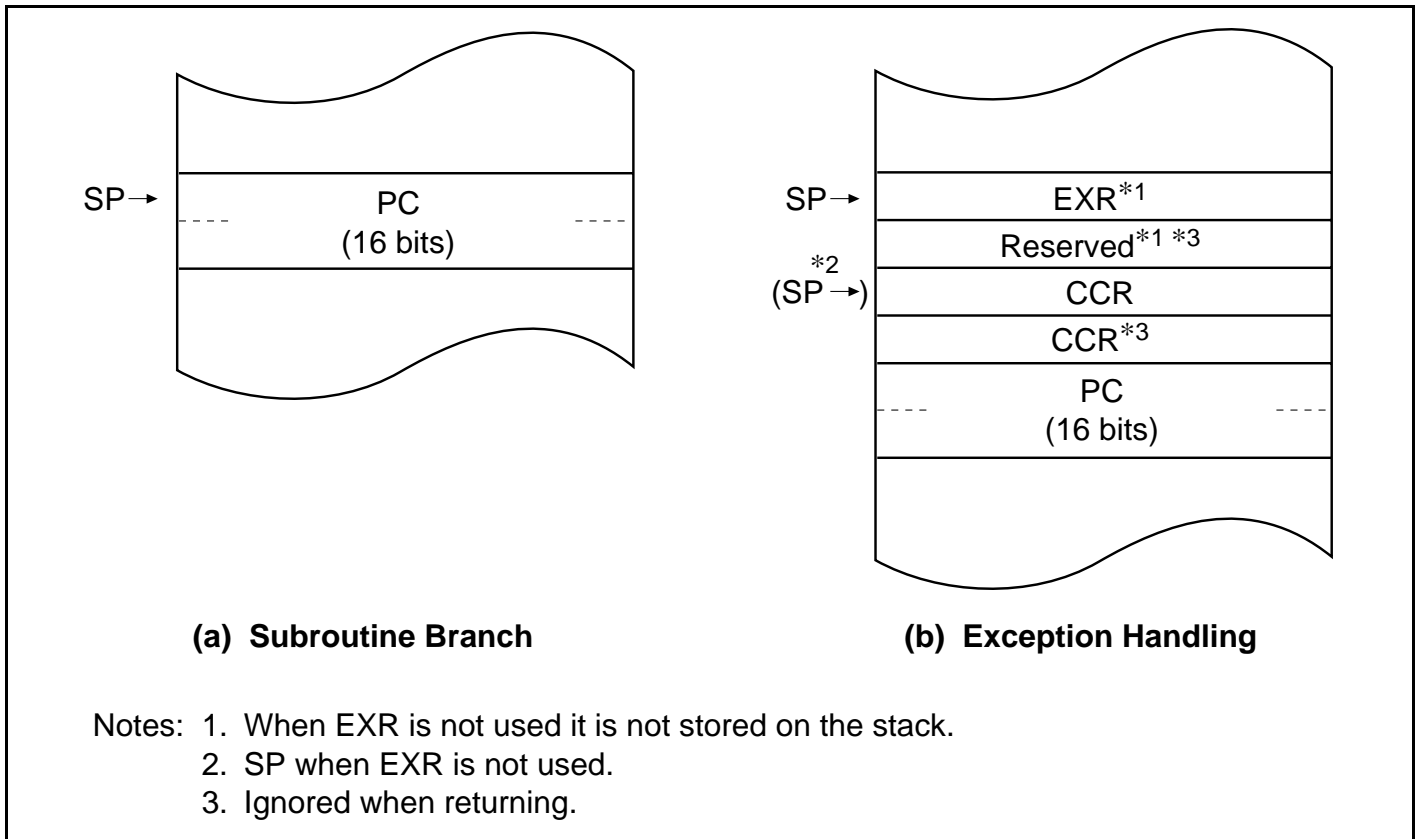 SP→
PC
(16 bits)
(a) Subroutine Branch
SP→
EXR*1
Reserved*1 *3
*2
(SP→)
CCR
CCR*3
PC
(16 bits)
(b) Exception Handling
Notes: 1. When EXR is not used it is not stored on the stack.
2. SP when EXR is not used.
3. Ignored when returning.